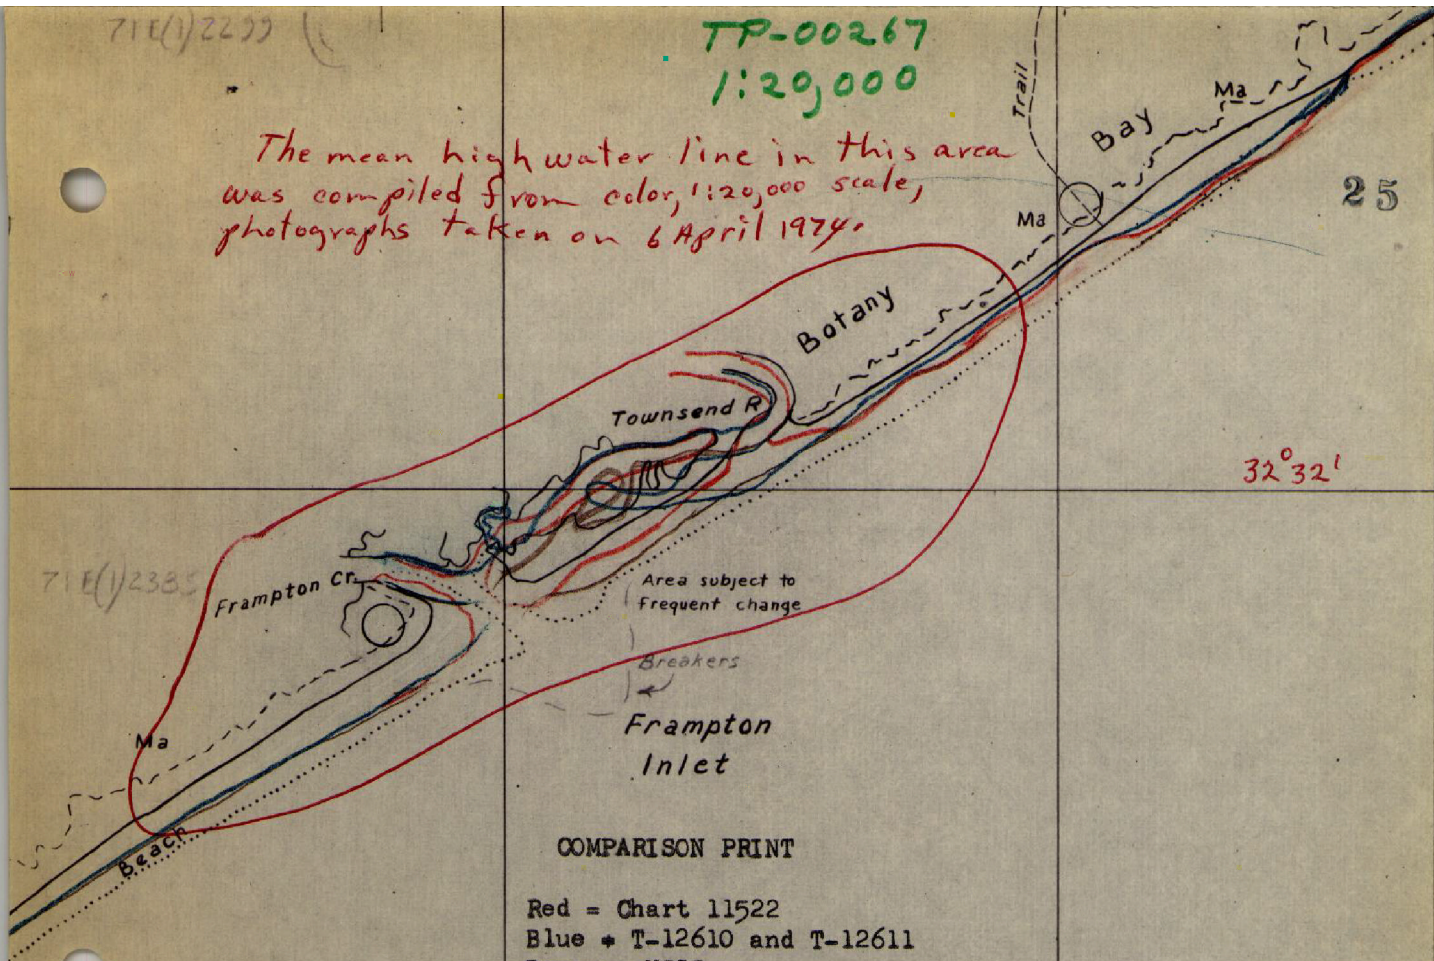 71E(1)2299
TP-00267
1:20,000
The mean high water line in this area
was compiled from color, 1:20,000 scale,
photographs taken on 6 April 1974.
Trail
Ma
Bay
25
Ma
Botany
Townsend R
32°32'
71E(1)2385
Frampton Cr.
Area subject to
frequent change
Breakers
Ma
Frampton
Inlet
Beach
COMPARISON PRINT
Red = Chart 11522
Blue = T-12610 and T-12611